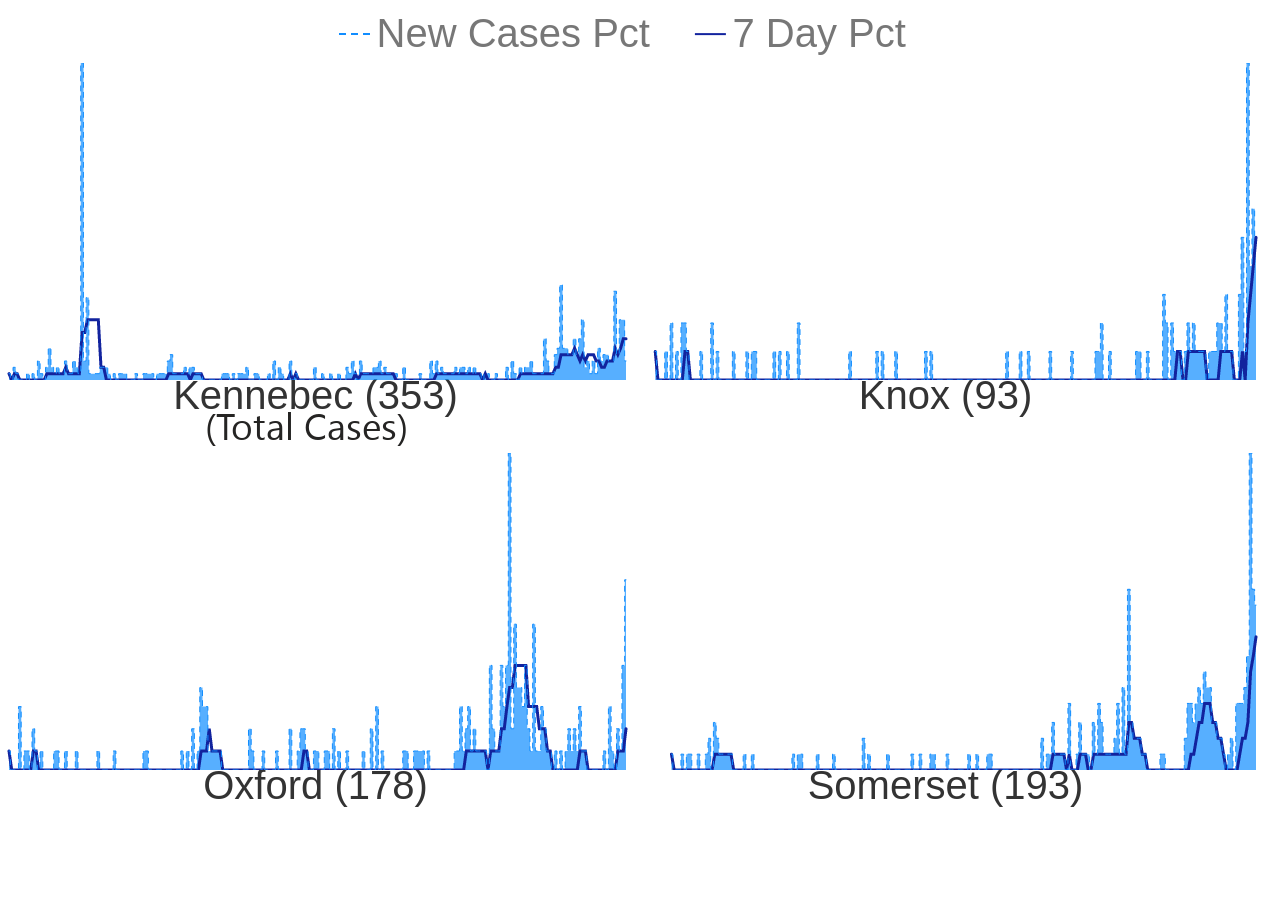 New Cases Pct 7 Day Pct
Kennebec (353) Knox (93)
(Total Cases)
Oxford (178) Somerset (193)